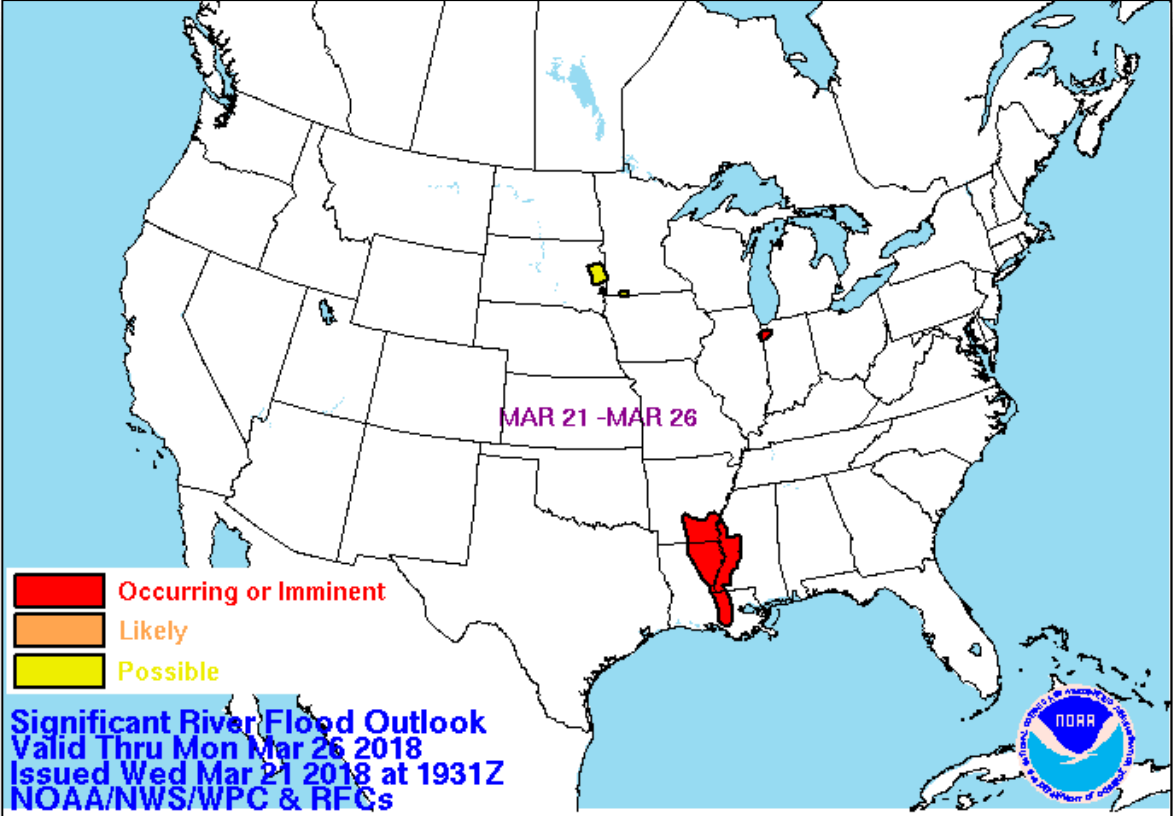 MAR 21 -MAR 26
Occurring or Imminent
Likely
Possible
Significant River Flood Outlook
Valid Thru Mon Mar 26 2018
Issued Wed Mar 21 2018 at 1931Z
NOAA/NWS/WPC & RFCs
NOAA